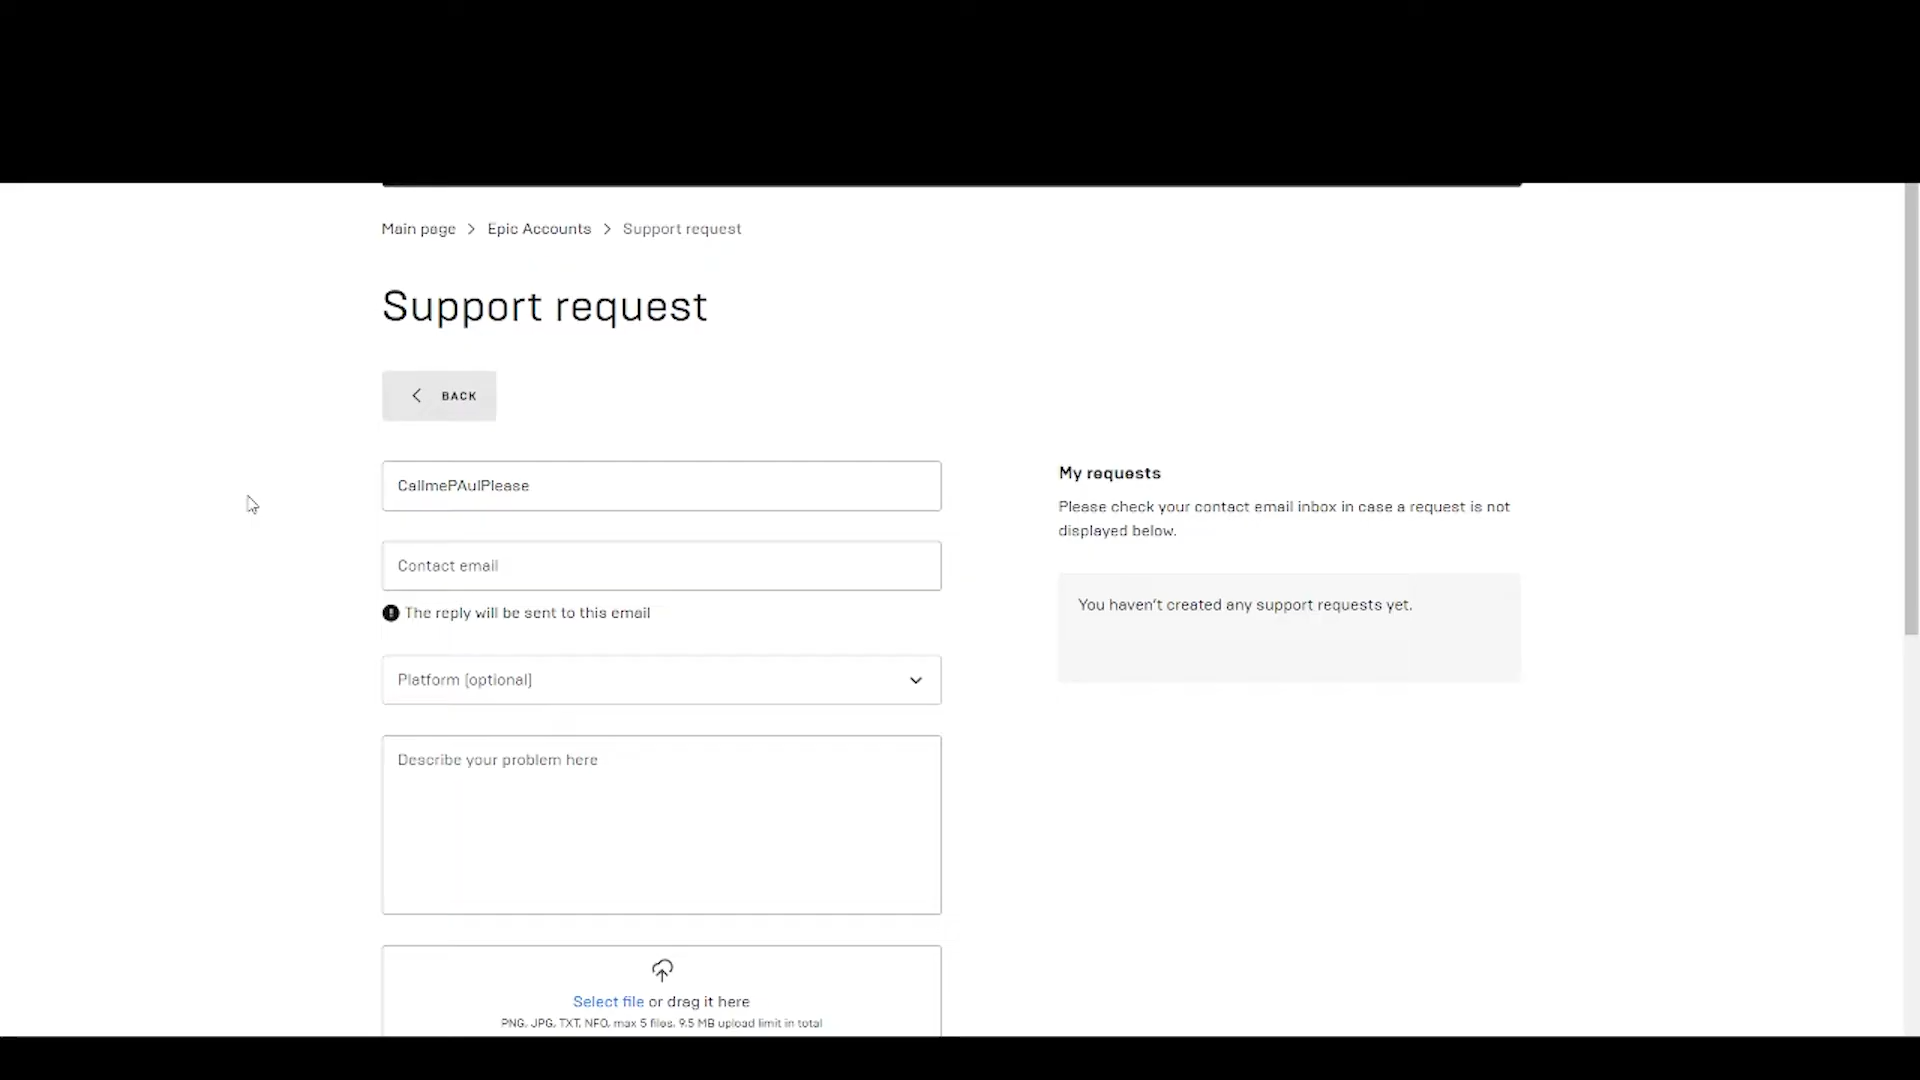 Main page > Epic Accounts > Support request
Support request
BACK
CallmePAulPlease
Contact email
The reply will be sent to this email
Platform (optional)
Describe your problem here
Select file or drag it here
PNG, JPG, TXT, NFO, max 5 files, 9.5 MB upload limit in total
My requests
Please check your contact email inbox in case a request is not
displayed below.
You haven't created any support requests yet.